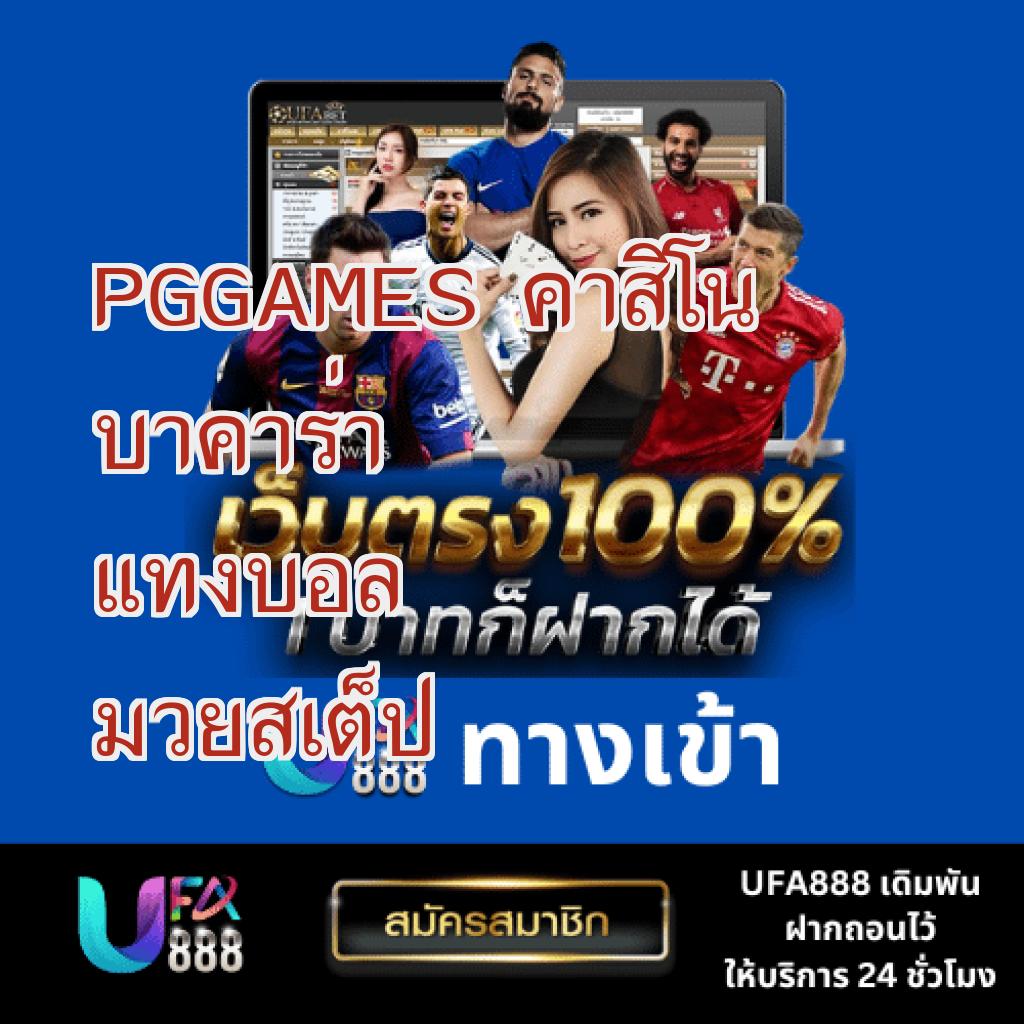 UFABET
PGGAMES คาสิโน
บาคาร่า
เว็บตรง100%
แทงบอล
1 บาทก็ฝากได้
มวยสเต็ป
888 ทางเข้า
UFA
888
สมัครสมาชิก
UFA888 เดิมพัน
ฝากถอนไว้
ให้บริการ 24 ชั่วโมง